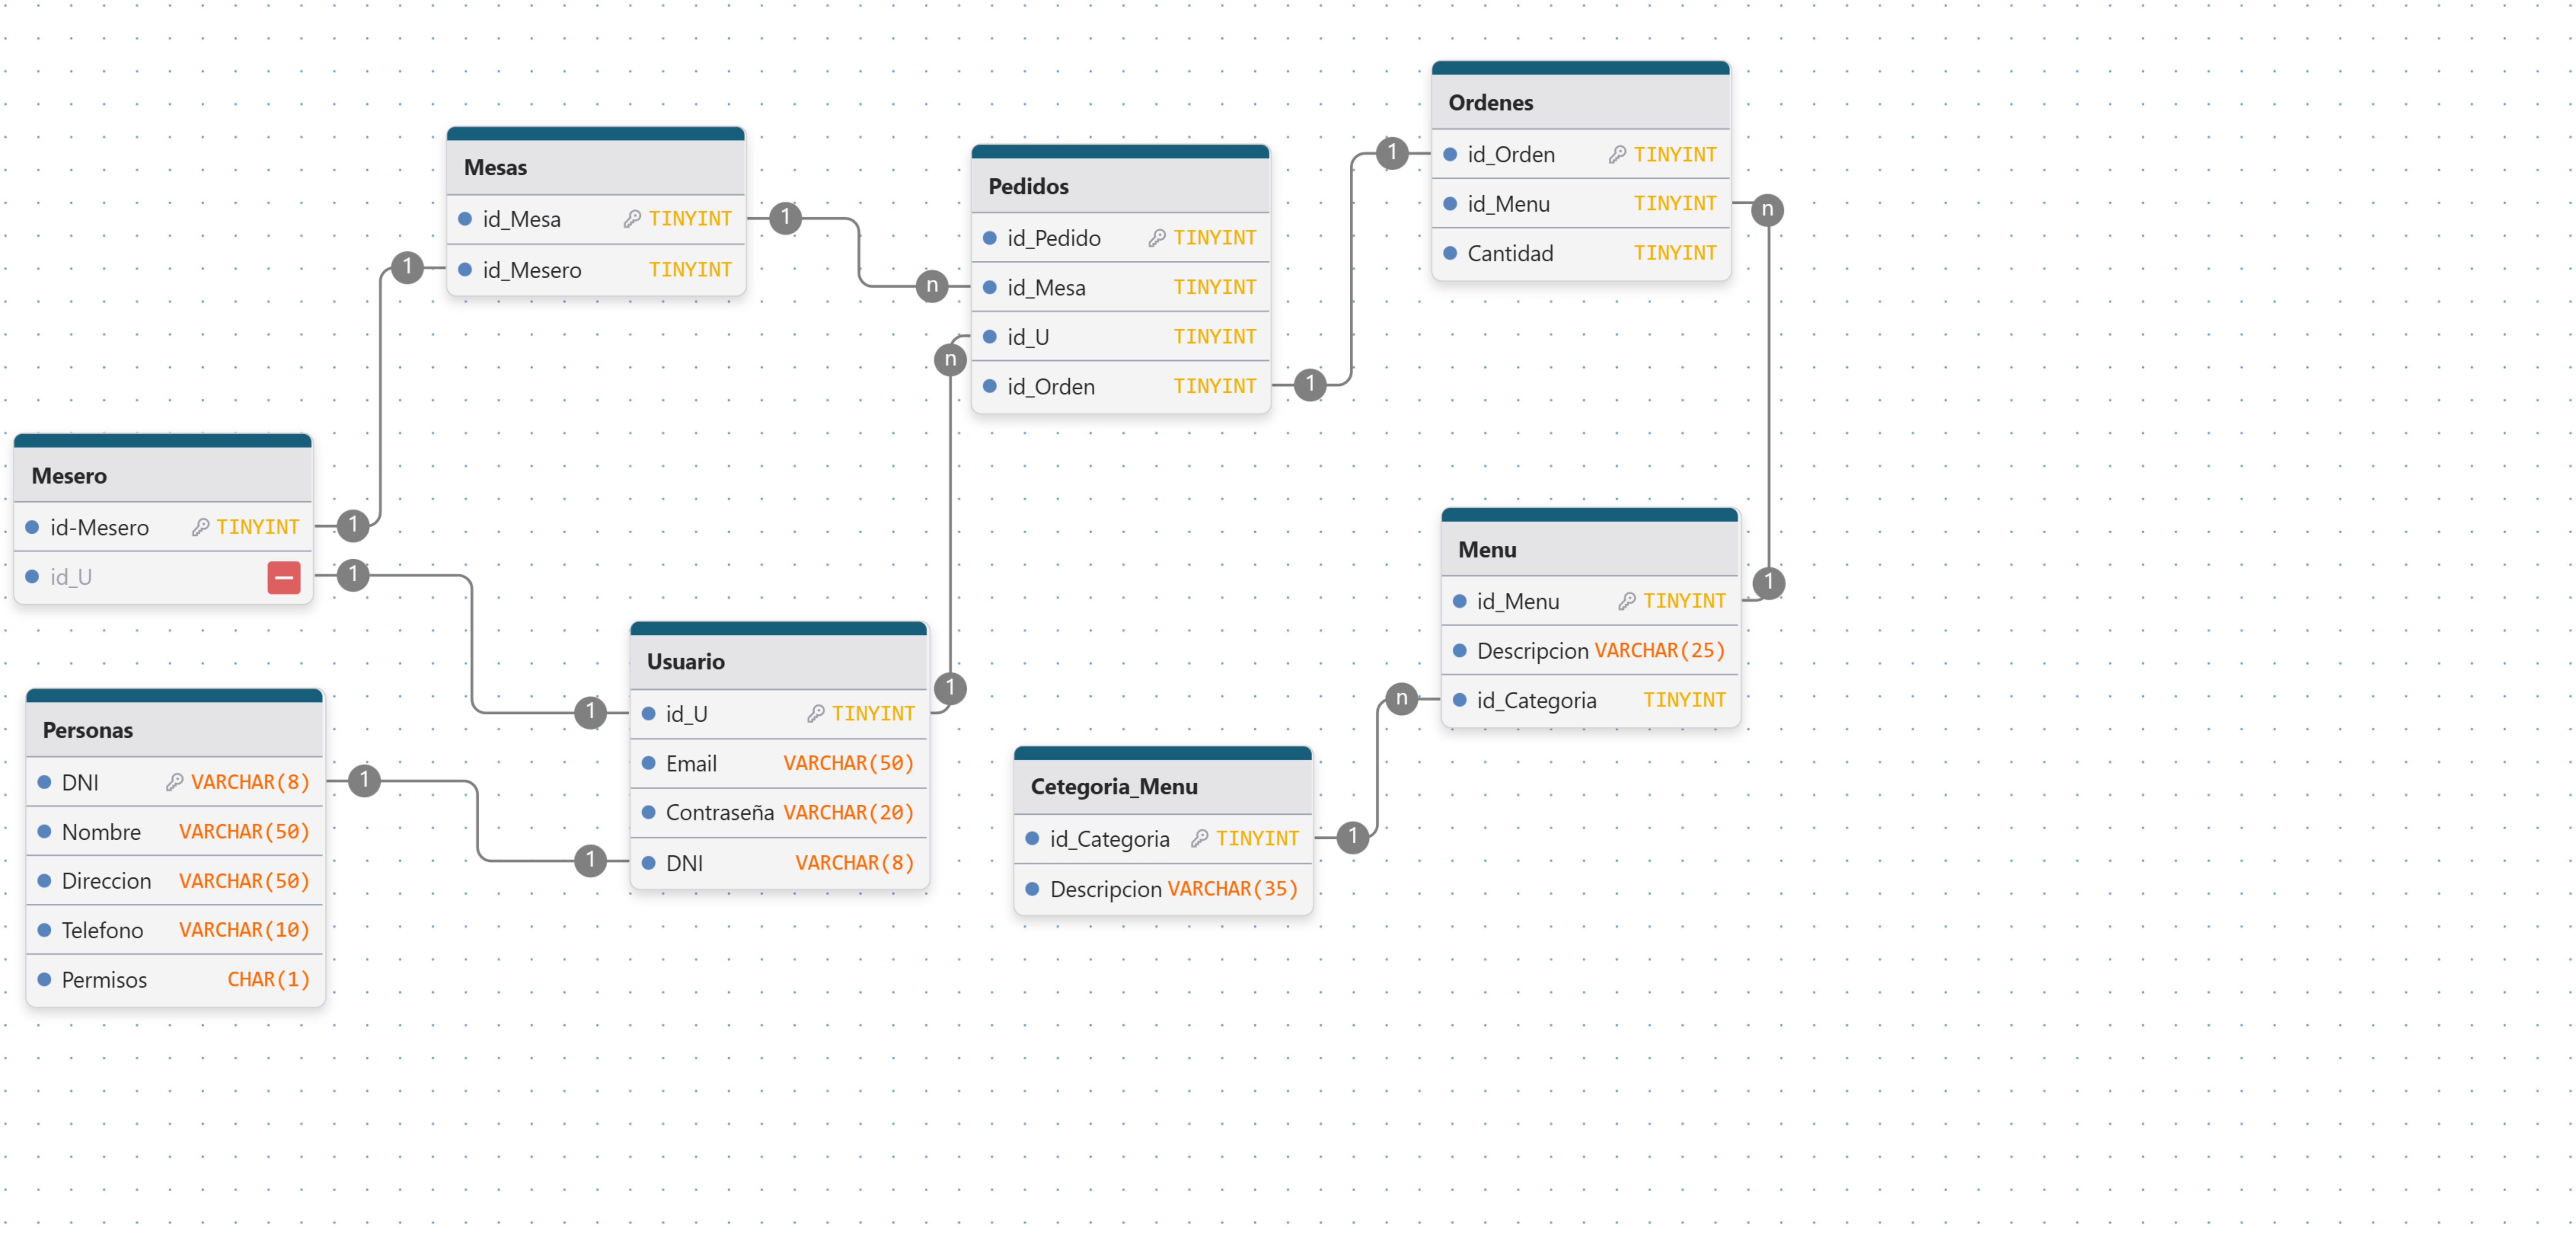 Mesas
id_Mesa TINYINT
id_Mesero TINYINT
1
1
n
Pedidos
id_Pedido TINYINT
id_Mesa TINYINT
id_U TINYINT
id_Orden TINYINT
n
1
1
Ordenes
id_Orden TINYINT
id_Menu TINYINT
Cantidad TINYINT
n
1
Mesero
id-Mesero TINYINT
id_U
1
1
1
Personas
DNI VARCHAR(8)
Nombre VARCHAR(50)
Direccion VARCHAR(50)
Telefono VARCHAR(10)
Permisos CHAR(1)
1
1
Usuario
id_U TINYINT
Email VARCHAR(50)
Contraseña VARCHAR(20)
DNI VARCHAR(8)
1
Cetegoria_Menu
id_Categoria TINYINT
Descripcion VARCHAR(35)
1
n
Menu
id_Menu TINYINT
Descripcion VARCHAR(25)
id_Categoria TINYINT
1